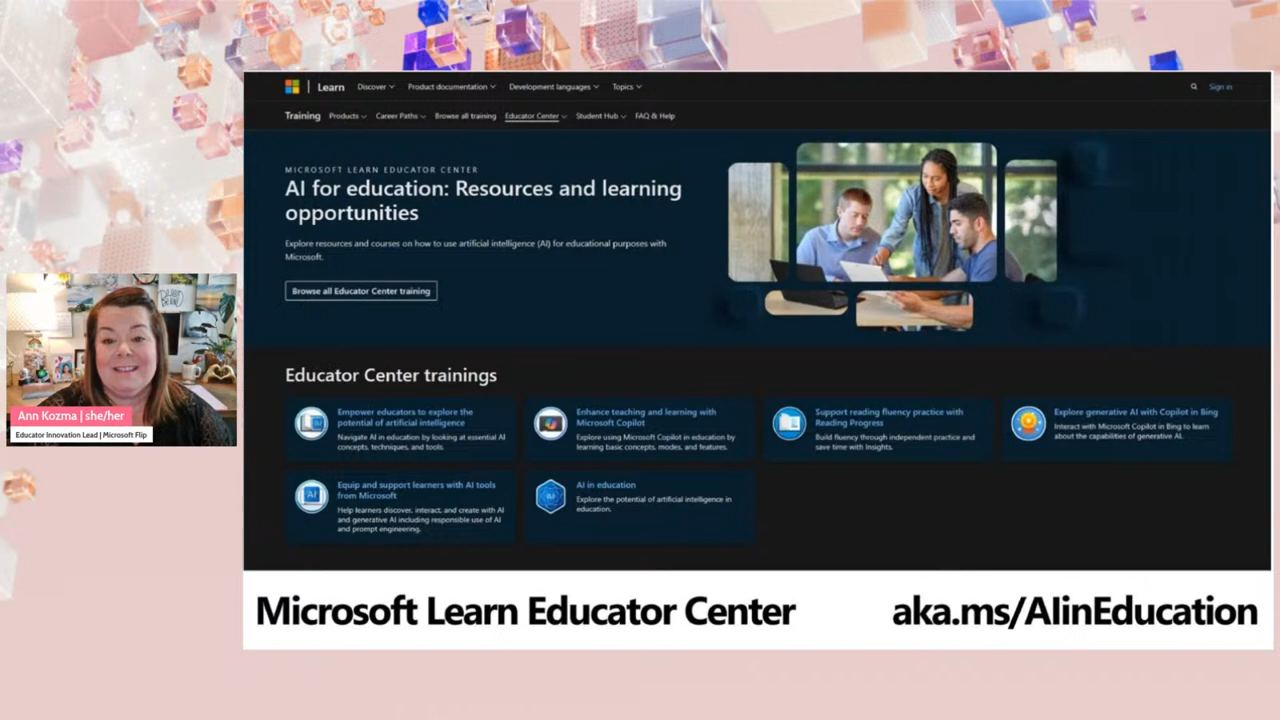 Learn
Discover
Product documentation
Development languages
Topics
Sign in
Training
Products
Career Paths
Browse all training
Educator Center
Student Hub
FAQ & Help
MICROSOFT LEARN EDUCATOR CENTER
AI for education: Resources and learning
opportunities
Explore resources and courses on how to use artificial intelligence (AI) for educational purposes with
Microsoft.
Browse all Educator Center training
Ann Kozma | she/her
Educator Innovation Lead | Microsoft Flip
Educator Center trainings
Empower educators to explore the
potential of artificial intelligence
Navigate AI in education by looking at essential AI
concepts, techniques, and tools.
Enhance teaching and learning with
Microsoft Copilot
Explore using Microsoft Copilot in education by
learning basic concepts, modes, and features.
Support reading fluency practice with
Reading Progress
Build fluency through independent practice and
save time with Insights.
Explore generative AI with Copilot in Bing
Interact with Microsoft Copilot in Bing to learn
about the capabilities of generative AI.
AI
Equip and support learners with AI tools
from Microsoft
Help learners discover, interact, and create with AI
and generative AI including responsible use of AI
and prompt engineering.
AI in education
Explore the potential of artificial intelligence in
education.
Microsoft Learn Educator Center
aka.ms/AIinEducation